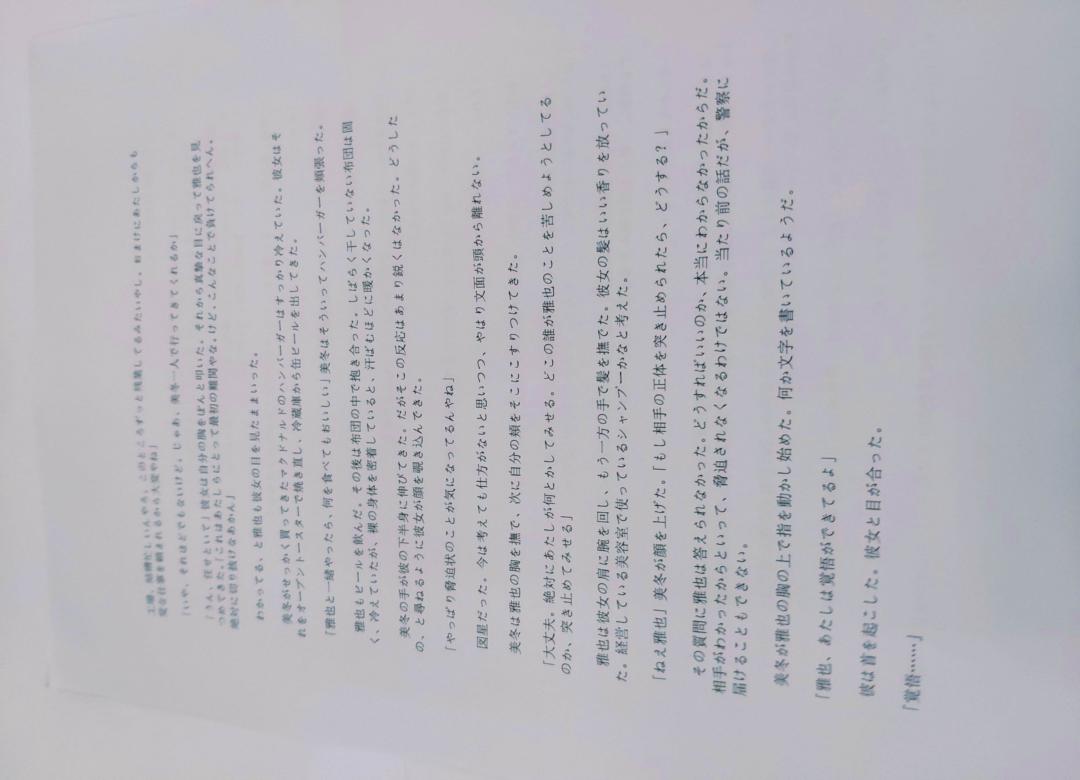 工場、結構忙しいんやろ。このところずっと残業してるみたいやし。おまけにあたしからも
変な仕事を頼まれるから大変やね」
「いや、それほどでもないけど。じゃあ、美冬一人で行ってきてくれるか」
「うん、任せといて」彼女は自分の胸をぽんと叩いた。それから真摯な目に戻って雅也を見
つめてきた。「これはあたしらにとって最初の難関やな。けど、こんなことで負けてられへん。
絶対に切り抜けなあかん」
わかってる、と雅也も彼女の目を見たままいった。
美冬がせっかく買ってきたマクドナルドのハンバーガーはすっかり冷えていた。彼女はそ
れをオーブントースターで焼き直し、冷蔵庫から缶ビールを出してきた。
「雅也と一緒やったら、何を食べてもおいしい」美冬はそういってハンバーガーを頬張った。
雅也もビールを飲んだ。その後は布団の中で抱き合った。しばらく干していない布団は固
く、冷えていたが、裸の身体を密着していると、汗ばむほどに暖かくなった。
美冬の手が彼の下半身に伸びてきた。だがそこの反応はあまり鋭くはなかった。どうした
の、と尋ねるように彼女が顔を覗き込んできた。
「やっぱり脅迫状のことが気になってるんやね」
図星だった。今は考えても仕方がないと思いつつ、やはり文面が頭から離れない。
美冬は雅也の胸を撫で、次に自分の頬をそこにこすりつけてきた。
「大丈夫。絶対にあたしが何とかしてみせる。どこの誰が雅也のことを苦しめようとしてる
のか、突き止めてみせる」
雅也は彼女の肩に腕を回し、もう一方の手で髪を撫でた。彼女の髪はいい香りを放ってい
た。経営している美容室で使っているシャンプーかなと考えた。
「ねえ雅也」美冬が顔を上げた。「もし相手の正体を突き止められたら、どうする？」
その質問に雅也は答えられなかった。どうすればいいのか、本当にわからなかったからだ。
相手がわかったからといって、脅迫されなくなるわけではない。当たり前の話だが、警察に
届けることもできない。
美冬が雅也の胸の上で指を動かし始めた。何か文字を書いているようだ。
「雅也、あたしは覚悟ができてるよ」
彼は首を起こした。彼女と目が合った。
「覚悟……」